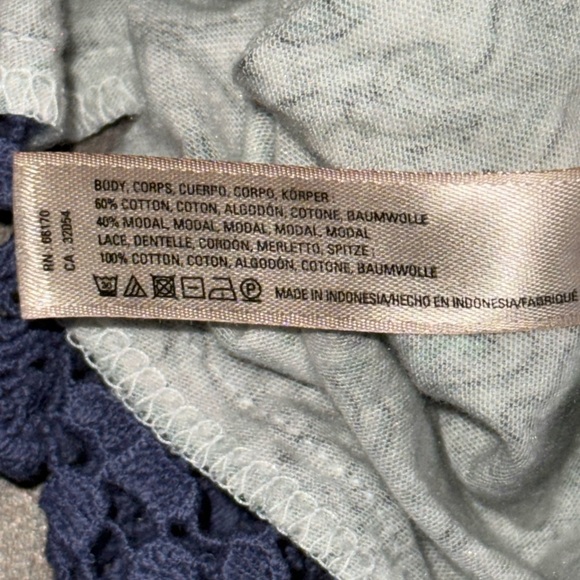 RN 66170
CA 32054
BODY, CORPS, CUERPO, CORPO, KÖRPER :
60% COTTON, COTON, ALGODÓN, COTONE, BAUMWOLLE
40% MODAL, MODAL, MODAL, MODAL, MODAL
LACE, DENTELLE, CORDÓN, MERLETTO, SPITZE :
100% COTTON, COTON, ALGODÓN, COTONE, BAUMWOLLE
MADE IN INDONESIA/HECHO EN INDONESIA/FABRIQUÉ